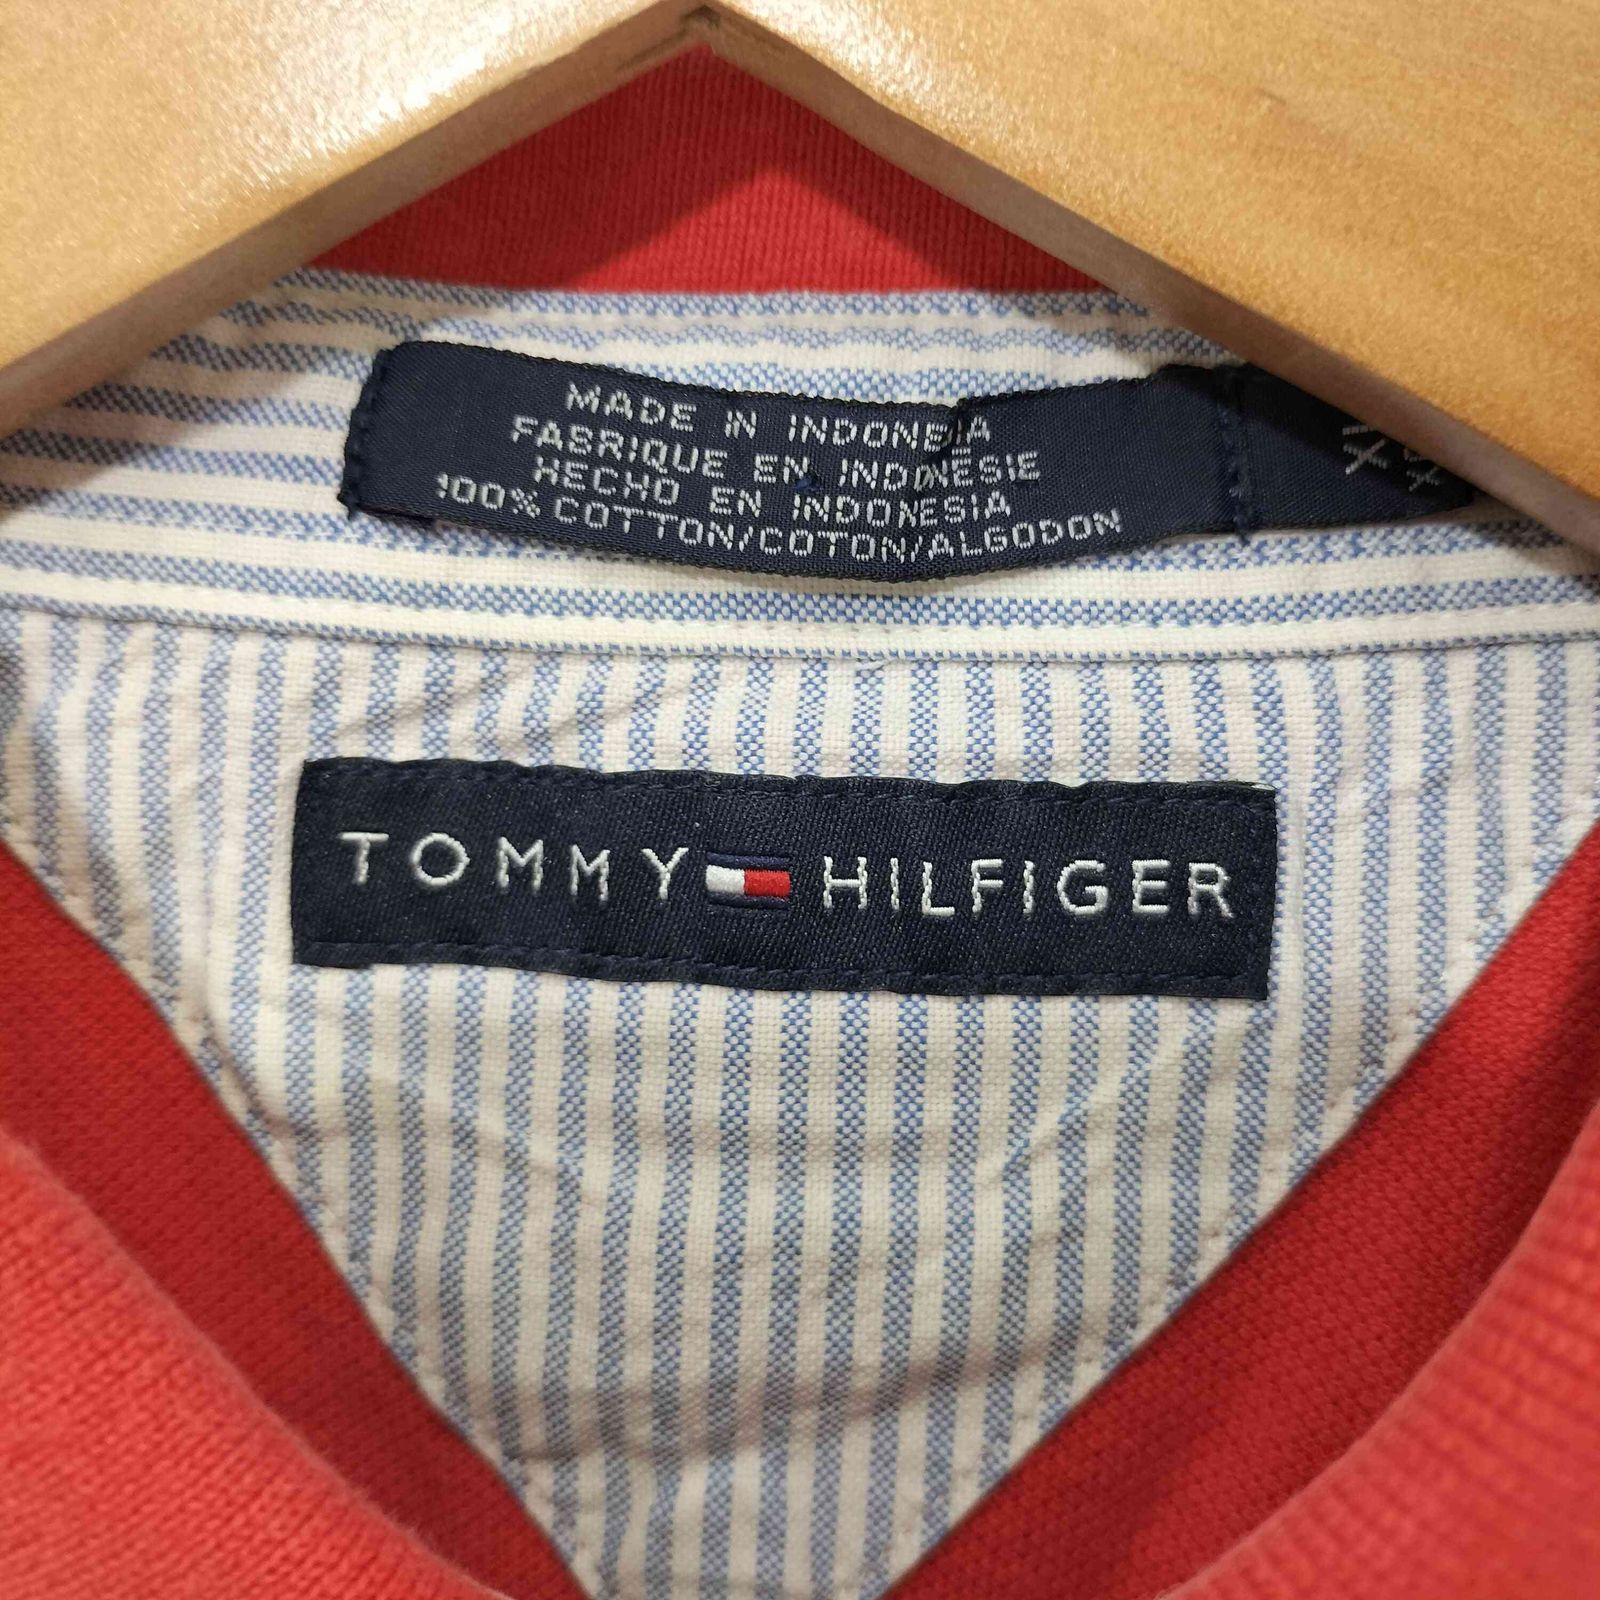 MADE IN INDONESIA
FABRIQUE EN INDONESIE
HECHO EN INDONESIA
100% COTTON/COTON/ALGODON
TOMMY HILFIGER